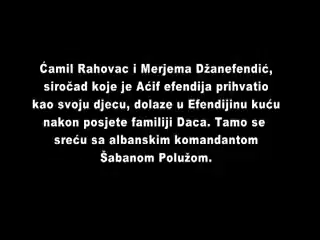 Ćamil Rahovac i Merjema Džanefendić,
siročad koje je Aćif efendija prihvatio
kao svoju djecu, dolaze u Efendijinu kuću
nakon posjete familiji Daca. Tamo se
sreću sa albanskim komandantom
Šabanom Polužom.